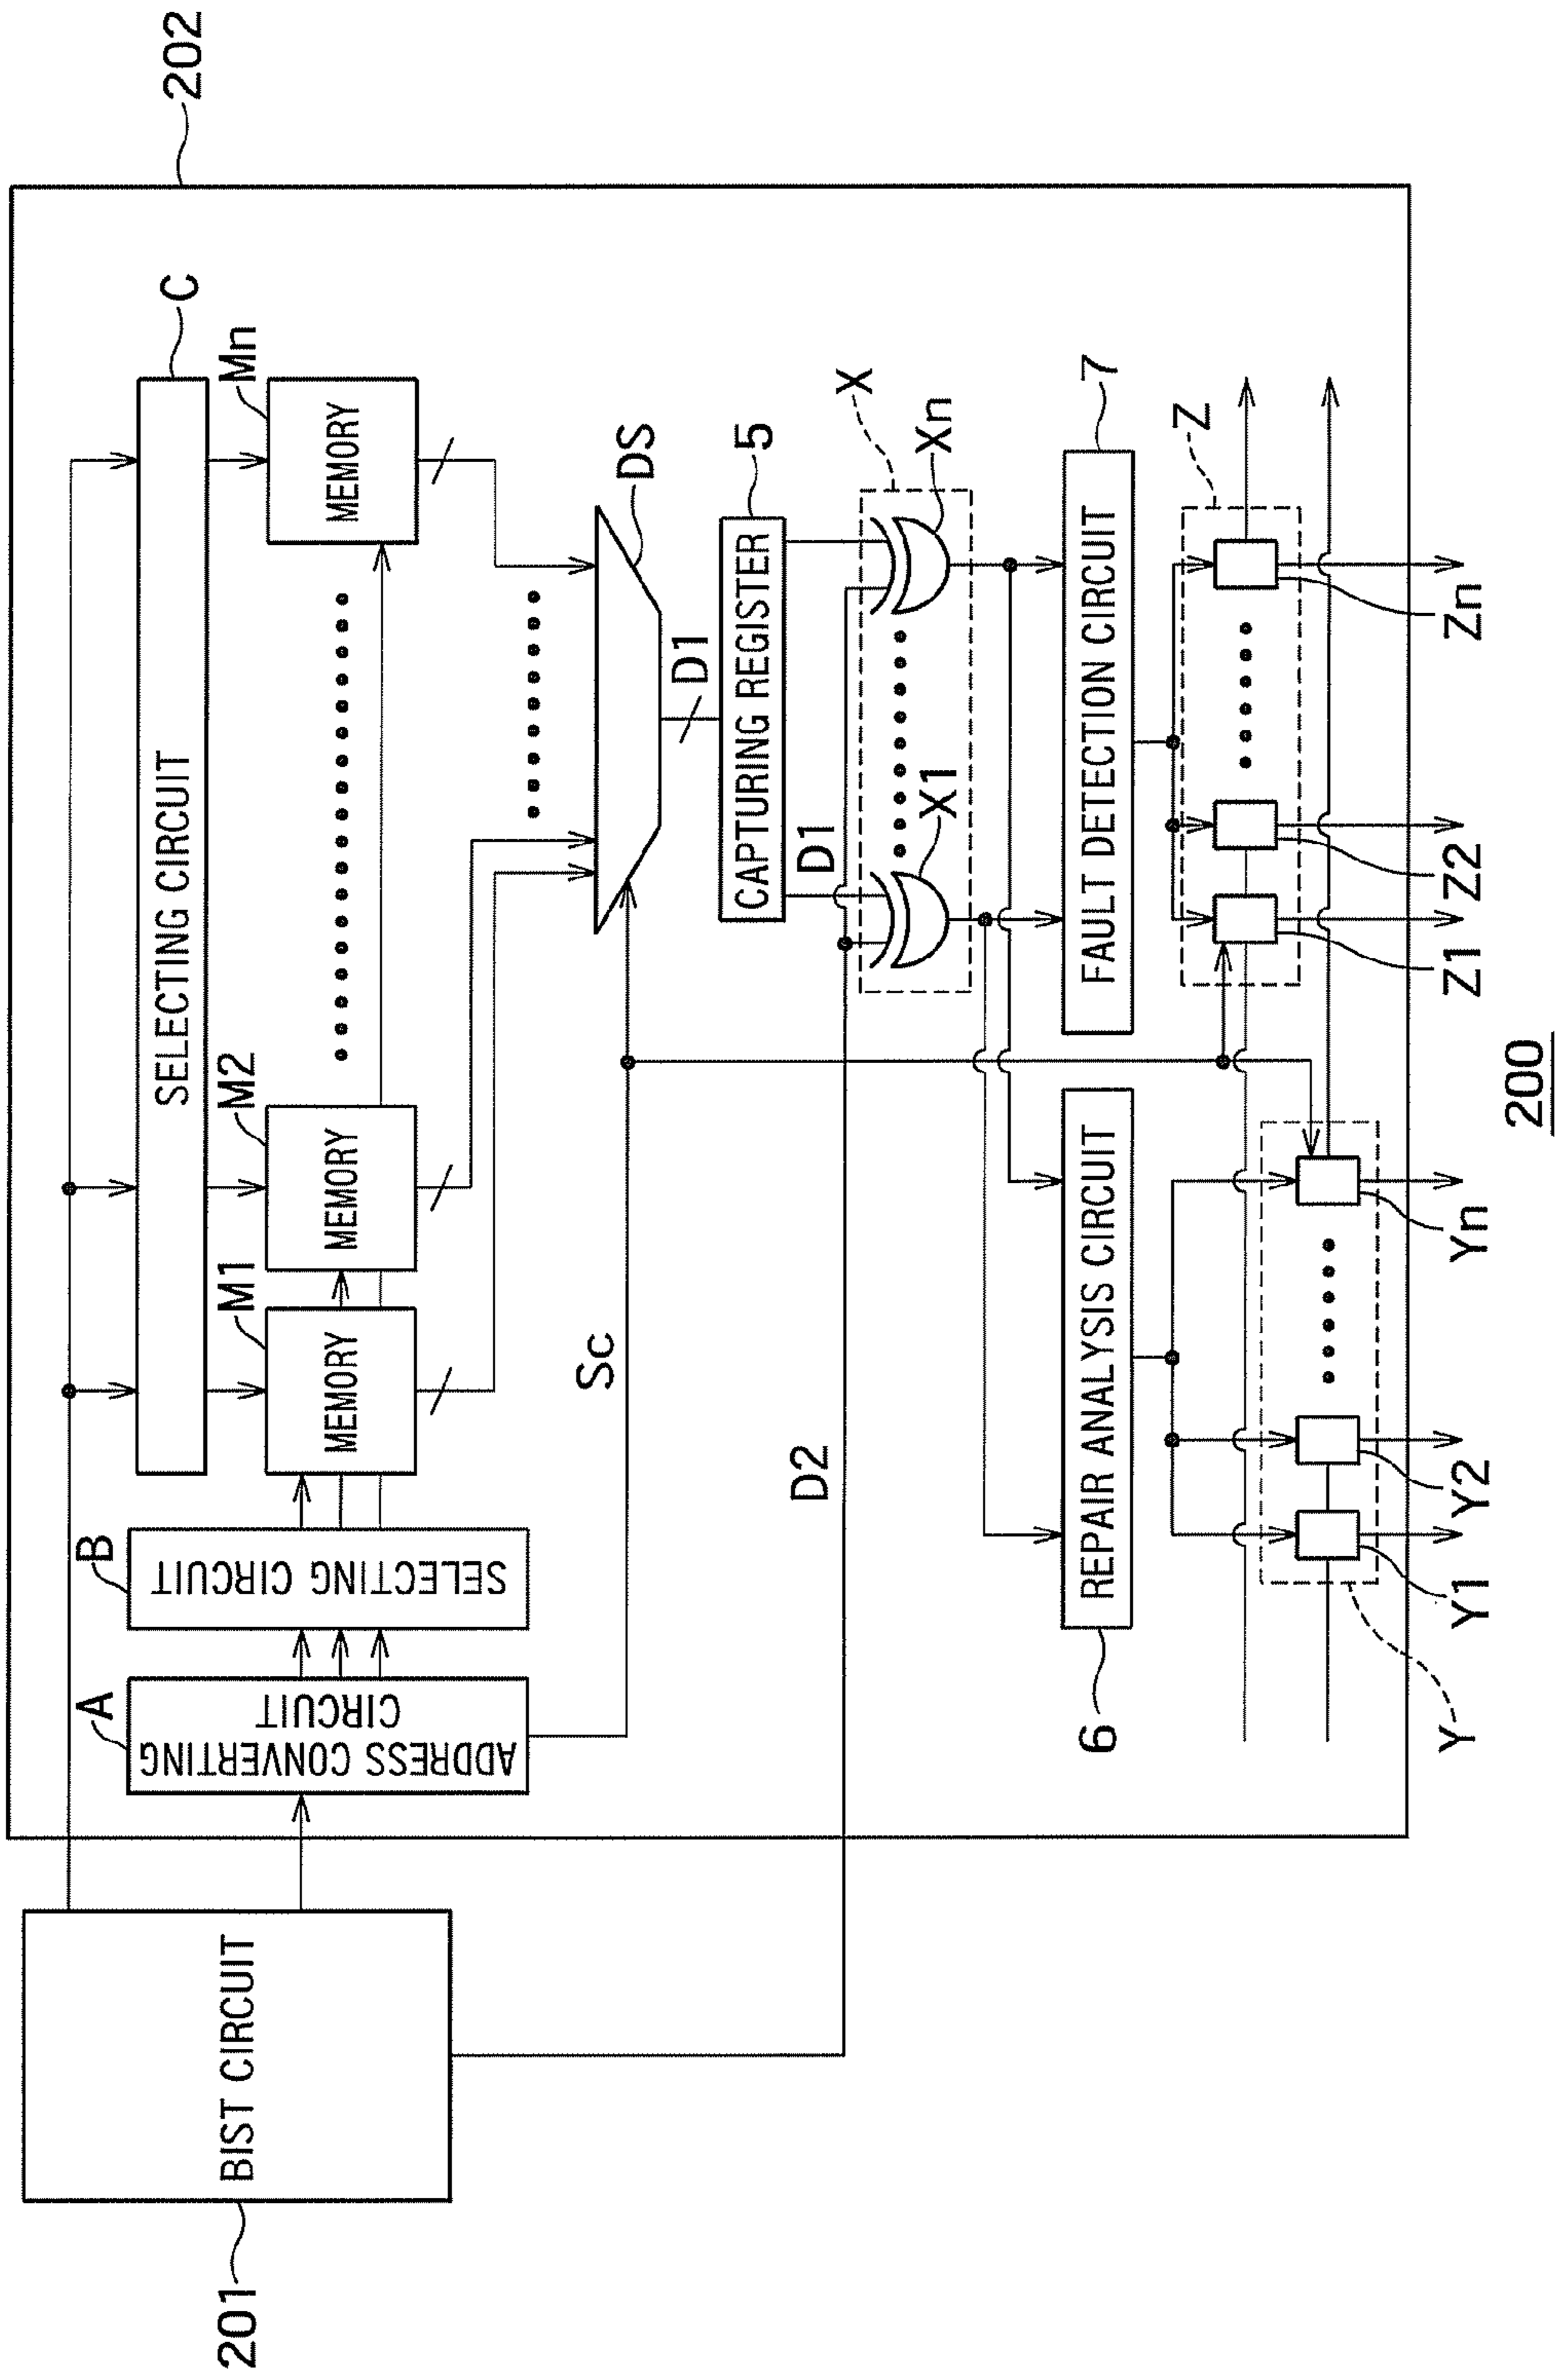 202
C
SELECTING CIRCUIT
Mn
MEMORY
M2
MEMORY
M1
MEMORY
B
SELECTING CIRCUIT
A
ADDRESS CONVERTING
CIRCUIT
BIST CIRCUIT
201
DS
Sc
D1
5
CAPTURING REGISTER
D1
D2
X
Xn
X1
7
FAULT DETECTION CIRCUIT
6
REPAIR ANALYSIS CIRCUIT
Z
Z1
Z2
Zn
Y
Y1
Y2
Yn
200